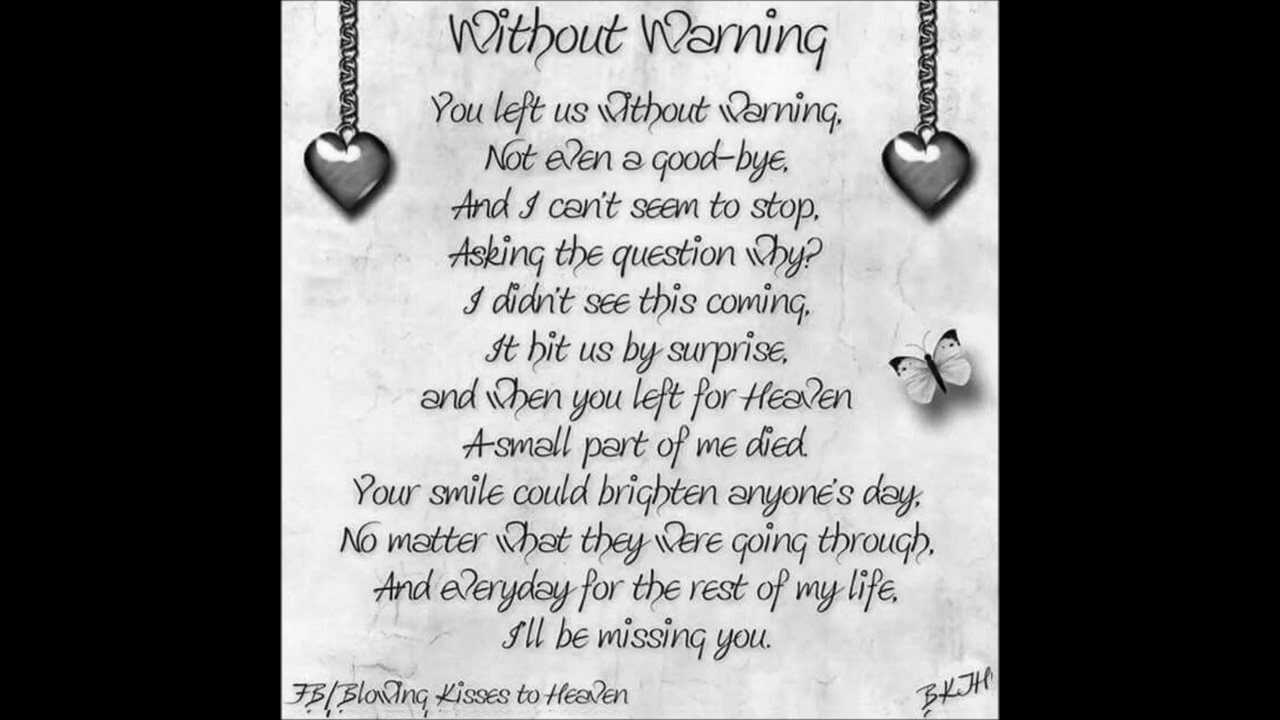 Without Warning
You left us without warning,
Not even a good-bye,
And I can't seem to stop,
Asking the question why?
I didn't see this coming,
It hit us by surprise,
and when you left for Heaven
A small part of me died.
Your smile could brighten anyone's day,
No matter what they were going through,
And everyday for the rest of my life,
I'll be missing you.
FB/Blowing Kisses to Heaven
BKTH